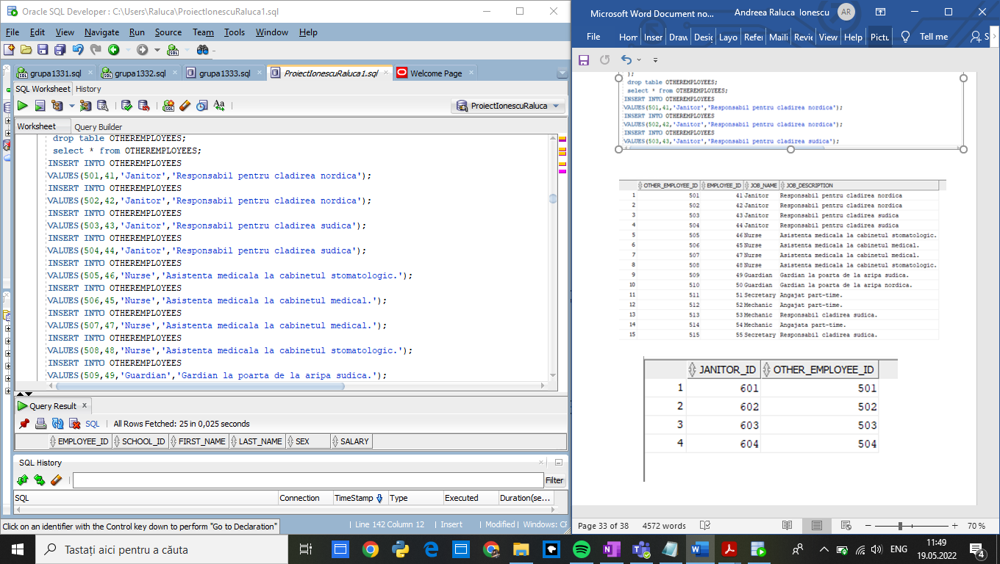 Oracle SQL Developer : C:\Users\Raluca\ProiectIonescuRaluca1.sql
File Edit View Navigate Run Source Team Tools Window Help
grupa1331.sql grupa1332.sql grupa1333.sql ProiectIonescuRaluca1.sql Welcome Page
SQL Worksheet History
ProiectIonescuRaluca
Worksheet Query Builder
drop table OTHEREMPLOYEES;
select * from OTHEREMPLOYEES;
INSERT INTO OTHEREMPLOYEES
VALUES(501,41,'Janitor','Responsabil pentru cladirea nordica');
INSERT INTO OTHEREMPLOYEES
VALUES(502,42,'Janitor','Responsabil pentru cladirea nordica');
INSERT INTO OTHEREMPLOYEES
VALUES(503,43,'Janitor','Responsabil pentru cladirea sudica');
INSERT INTO OTHEREMPLOYEES
VALUES(504,44,'Janitor','Responsabil pentru cladirea sudica');
INSERT INTO OTHEREMPLOYEES
VALUES(505,46,'Nurse','Asistenta medicala la cabinetul stomatologic.');
INSERT INTO OTHEREMPLOYEES
VALUES(506,45,'Nurse','Asistenta medicala la cabinetul medical.');
INSERT INTO OTHEREMPLOYEES
VALUES(507,47,'Nurse','Asistenta medicala la cabinetul medical.');
INSERT INTO OTHEREMPLOYEES
VALUES(508,48,'Nurse','Asistenta medicala la cabinetul stomatologic.');
INSERT INTO OTHEREMPLOYEES
VALUES(509,49,'Guardian','Gardian la poarta de la aripa sudica.');
Query Result x
SQL | All Rows Fetched: 25 in 0,025 seconds
EMPLOYEE_ID SCHOOL_ID FIRST_NAME LAST_NAME SEX SALARY
SQL History
Filter
SQL Connection TimeStamp Type Executed Duration(se...
Click on an identifier with the Control key down to perform "Go to Declaration"
| Line 142 Column 12 | Insert | Modified | Windows: CF
Microsoft Word Document no... Andreea Raluca Ionescu AR
File Hom Inser Draw Desig Layo Refer Maili Revie View Help Pictu Tell me S
);
drop table OTHEREMPLOYEES;
select * from OTHEREMPLOYEES;
INSERT INTO OTHEREMPLOYEES
VALUES(501,41,'Janitor','Responsabil pentru cladirea nordica');
INSERT INTO OTHEREMPLOYEES
VALUES(502,42,'Janitor','Responsabil pentru cladirea nordica');
INSERT INTO OTHEREMPLOYEES
VALUES(503,43,'Janitor','Responsabil pentru cladirea sudica');
OTHER_EMPLOYEE_ID EMPLOYEE_ID JOB_NAME JOB_DESCRIPTION
1 501 41 Janitor Responsabil pentru cladirea nordica
2 502 42 Janitor Responsabil pentru cladirea nordica
3 503 43 Janitor Responsabil pentru cladirea sudica
4 504 44 Janitor Responsabil pentru cladirea sudica
5 505 46 Nurse Asistenta medicala la cabinetul stomatologic.
6 506 45 Nurse Asistenta medicala la cabinetul medical.
7 507 47 Nurse Asistenta medicala la cabinetul medical.
8 508 48 Nurse Asistenta medicala la cabinetul stomatologic.
9 509 49 Guardian Gardian la poarta de la aripa sudica.
10 510 50 Guardian Gardian la poarta de la aripa nordica.
11 511 51 Secretary Angajat part-time.
12 512 52 Mechanic Angajat part-time.
13 513 53 Mechanic Responsabil cladirea sudica.
14 514 54 Mechanic Angajata part-time.
15 515 55 Secretary Responsabil cladirea sudica.
JANITOR_ID OTHER_EMPLOYEE_ID
1 601 501
2 602 502
3 603 503
4 604 504
Page 33 of 38 4572 words 70 %
Tastați aici pentru a căuta
ENG 11:49
19.05.2022
4